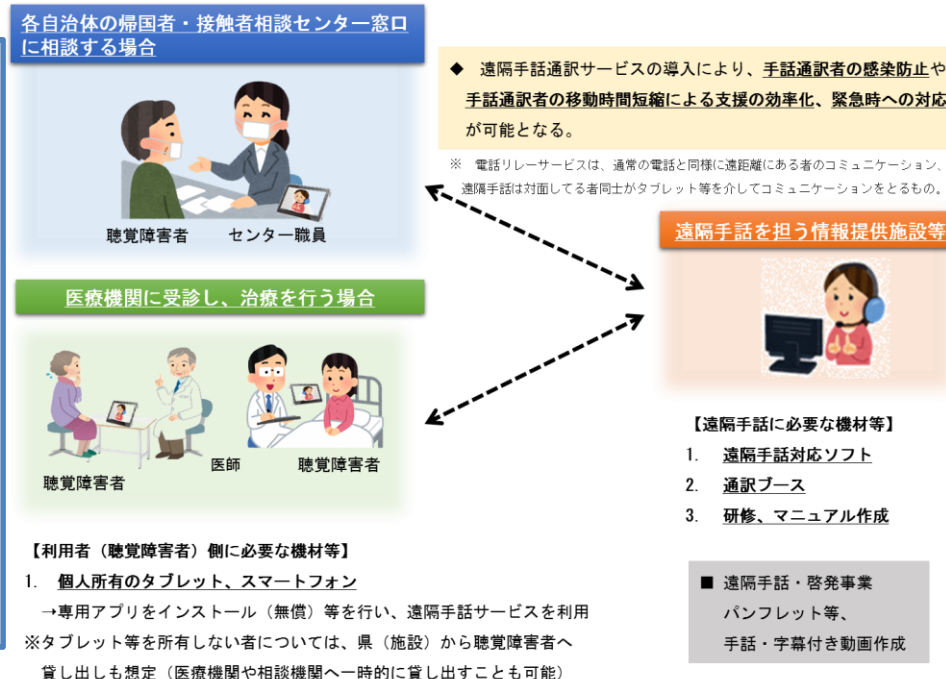 各自治体の帰国者・接触者相談センター窓口
に相談する場合
聴覚障害者
センター職員
◆ 遠隔手話通訳サービスの導入により、手話通訳者の感染防止や
手話通訳者の移動時間短縮による支援の効率化、緊急時への対応
が可能となる。
※ 電話リレーサービスは、通常の電話と同様に遠距離にある者のコミュニケーション、
遠隔手話は対面してる者同士がタブレット等を介してコミュニケーションをとるもの。
遠隔手話を担う情報提供施設等
医療機関に受診し、治療を行う場合
聴覚障害者
医師
聴覚障害者
【遠隔手話に必要な機材等】
1. 遠隔手話対応ソフト
2. 通訳ブース
3. 研修、マニュアル作成
【利用者（聴覚障害者）側に必要な機材等】
1. 個人所有のタブレット、スマートフォン
→専用アプリをインストール（無償）等を行い、遠隔手話サービスを利用
※タブレット等を所有しない者については、県（施設）から聴覚障害者へ
貸し出しも想定（医療機関や相談機関へ一時的に貸し出すことも可能）
■ 遠隔手話・啓発事業
パンフレット等、
手話・字幕付き動画作成